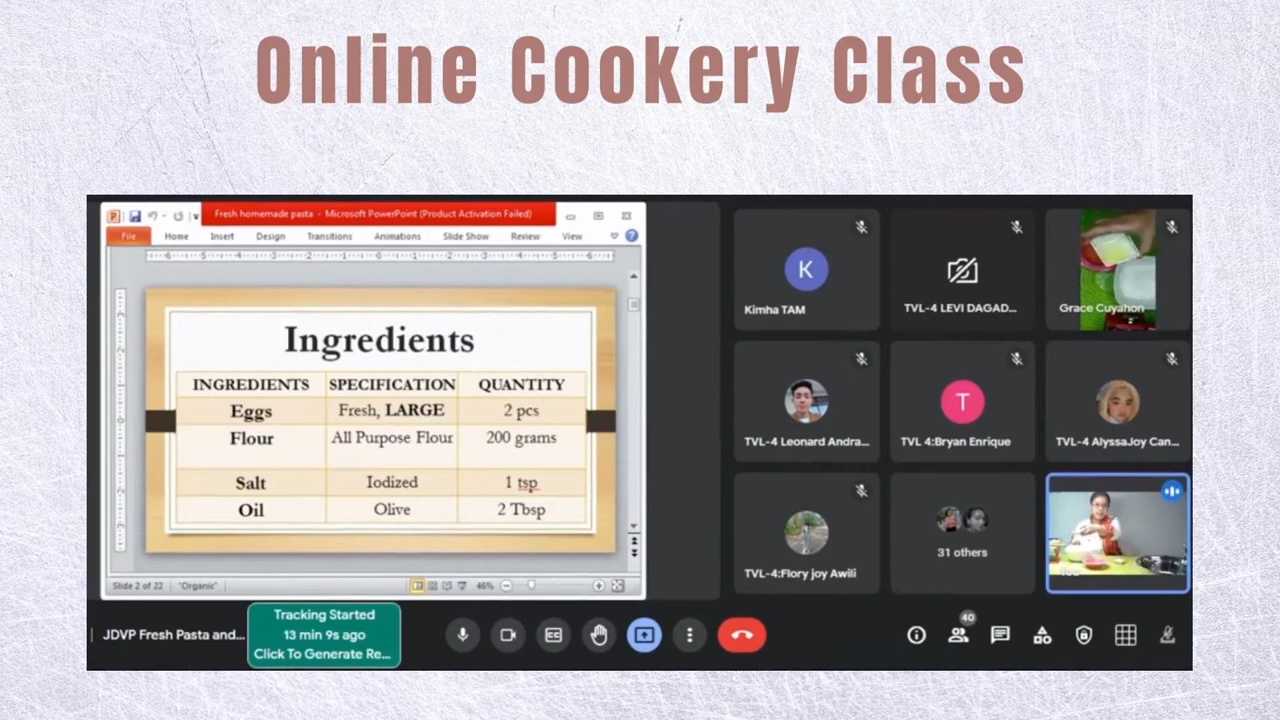 Online Cookery Class
Fresh homemade pasta - Microsoft PowerPoint (Product Activation Failed)
File Home Insert Design Transitions Animations Slide Show Review View
Ingredients
INGREDIENTS SPECIFICATION QUANTITY
Eggs Fresh, LARGE 2 pcs
Flour All Purpose Flour 200 grams
Salt Iodized 1 tsp
Oil Olive 2 Tbsp
Slide 2 of 22 "Organic" 46%
K
Kimha TAM
TVL-4 LEVI DAGAD...
Grace Cuyahon
TVL-4 Leonard Andra...
T
TVL 4:Bryan Enrique
TVL-4 AlyssaJoy Can...
TVL-4:Flory joy Awili
31 others
You
JDVP Fresh Pasta and...
Tracking Started
13 min 9s ago
Click To Generate Re...
40